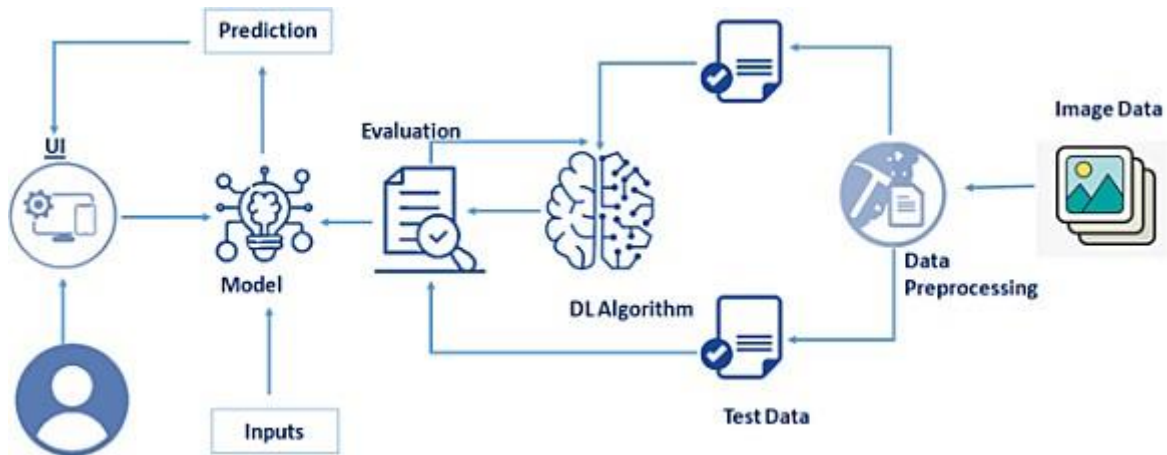 Prediction
UI
Evaluation
Image Data
Model
DL Algorithm
Data
Preprocessing
Inputs
Test Data